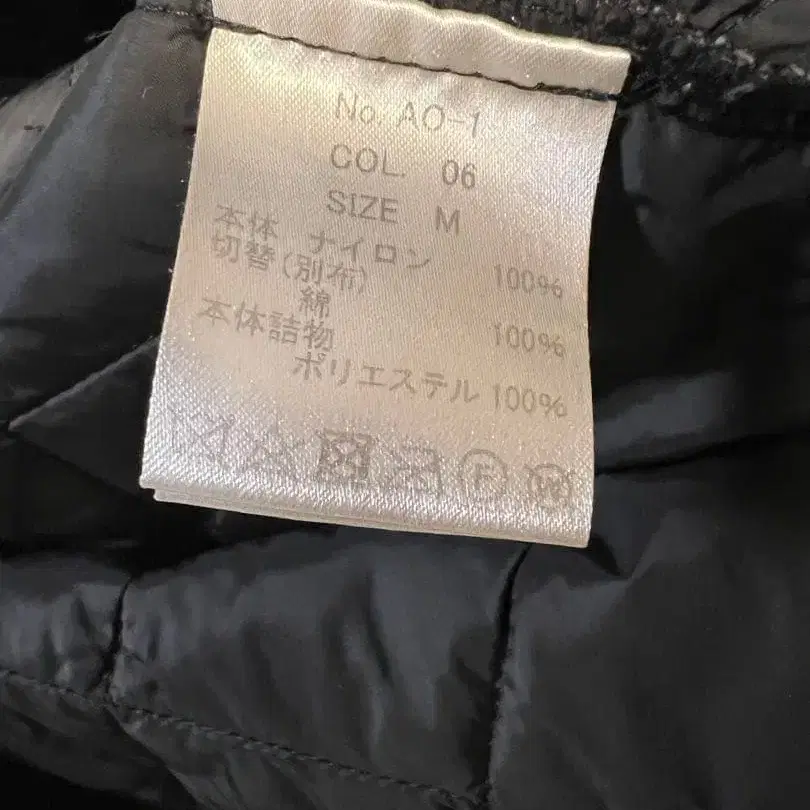 No. AO-1
COL. 06
SIZE M
本体 ナイロン 100%
切替(別布)
綿 100%
本体詰物
ポリエステル 100%
F W